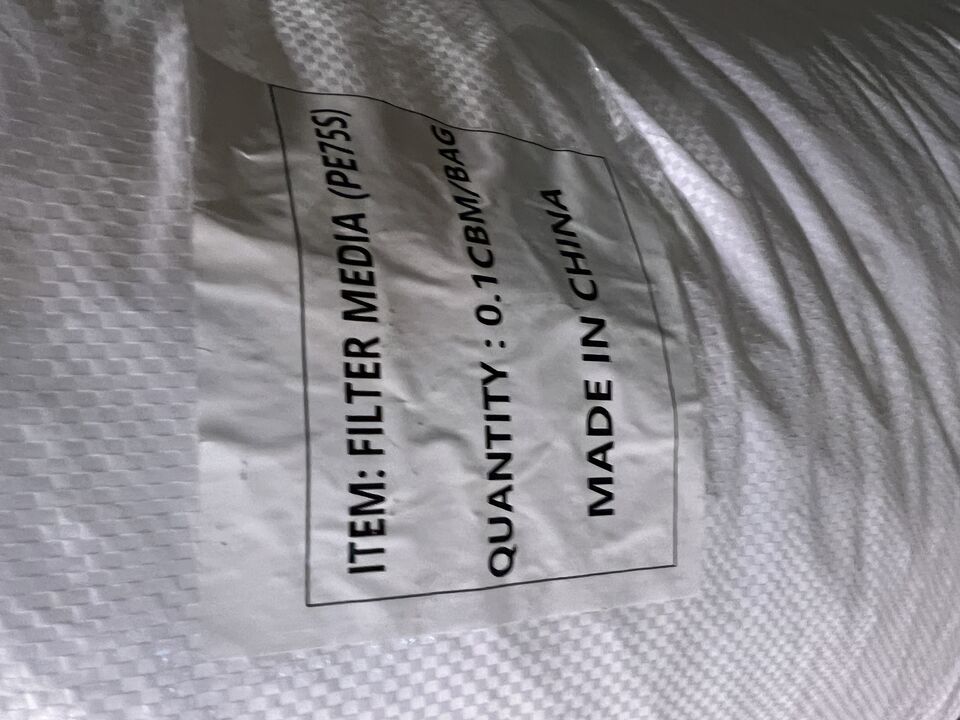 ITEM: FILTER MEDIA (PE75S)
QUANTITY : 0.1CBM/BAG
MADE IN CHINA